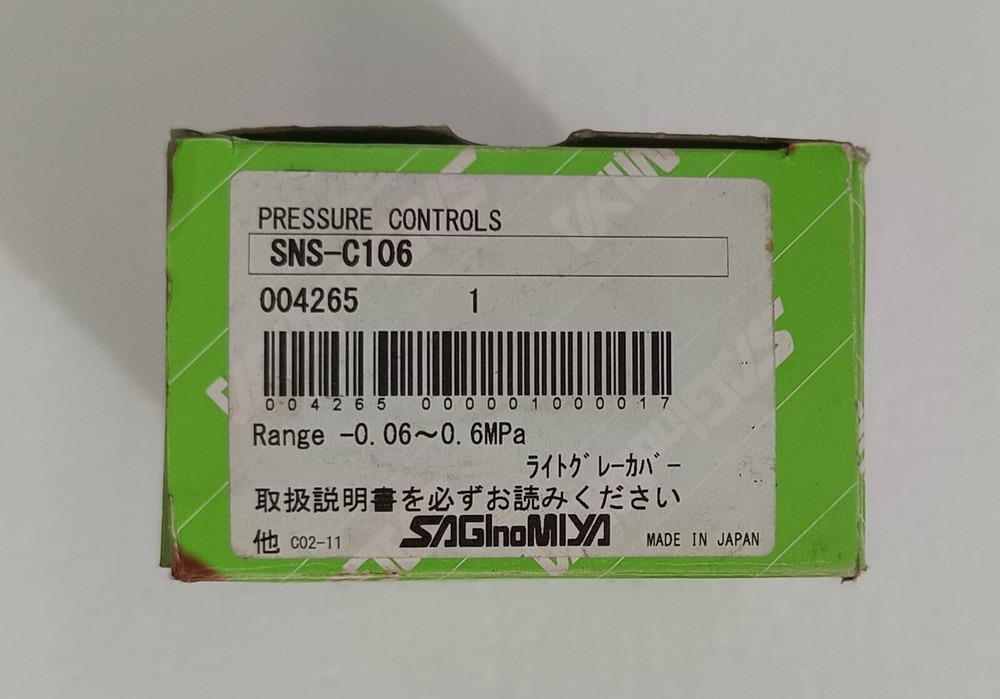 PRESSURE CONTROLS
SNS-C106
004265 1
004265 000001000017
Range -0.06～0.6MPa
ﾗｲﾄｸﾞﾚｰｶﾊﾞｰ
取扱説明書を必ずお読みください
他 C02-11 SAGInoMIYA MADE IN JAPAN